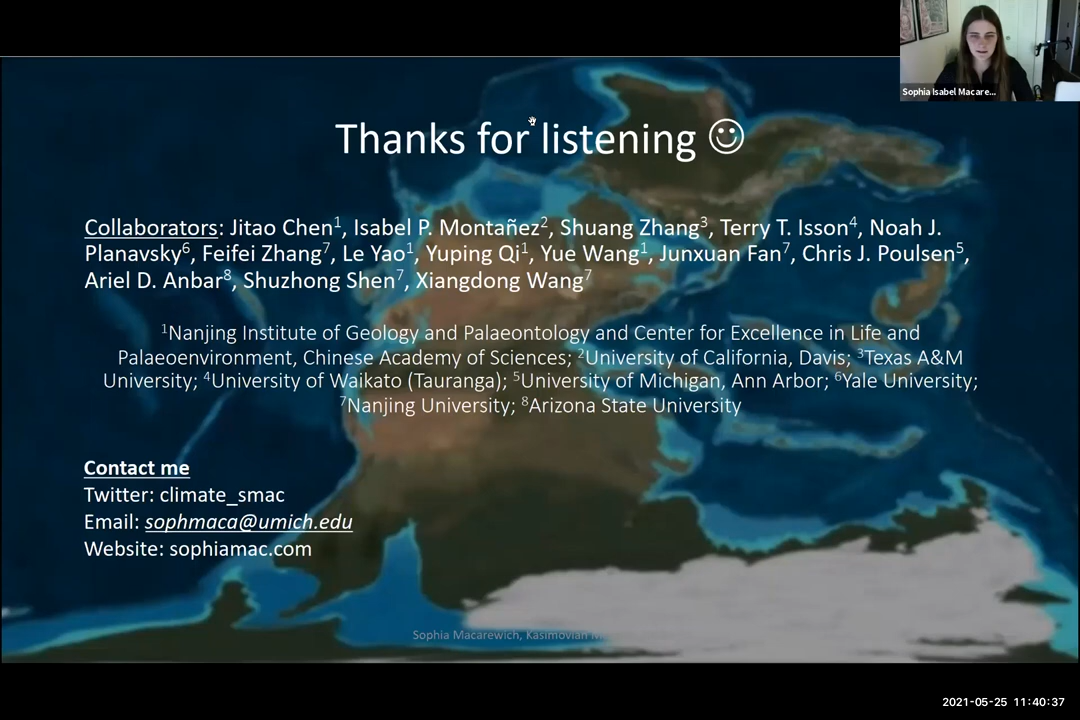 Sophia Isabel Macare...
Thanks for listening ☺
Collaborators: Jitao Chen¹, Isabel P. Montañez², Shuang Zhang³, Terry T. Isson⁴, Noah J.
Planavsky⁶, Feifei Zhang⁷, Le Yao¹, Yuping Qi¹, Yue Wang¹, Junxuan Fan⁷, Chris J. Poulsen⁵,
Ariel D. Anbar⁸, Shuzhong Shen⁷, Xiangdong Wang⁷
¹Nanjing Institute of Geology and Palaeontology and Center for Excellence in Life and
Palaeoenvironment, Chinese Academy of Sciences; ²University of California, Davis; ³Texas A&M
University; ⁴University of Waikato (Tauranga); ⁵University of Michigan, Ann Arbor; ⁶Yale University;
⁷Nanjing University; ⁸Arizona State University
Contact me
Twitter: climate_smac
Email: sophmaca@umich.edu
Website: sophiamac.com
Sophia Macarewich, Kasimovian
2021-05-25 11:40:37